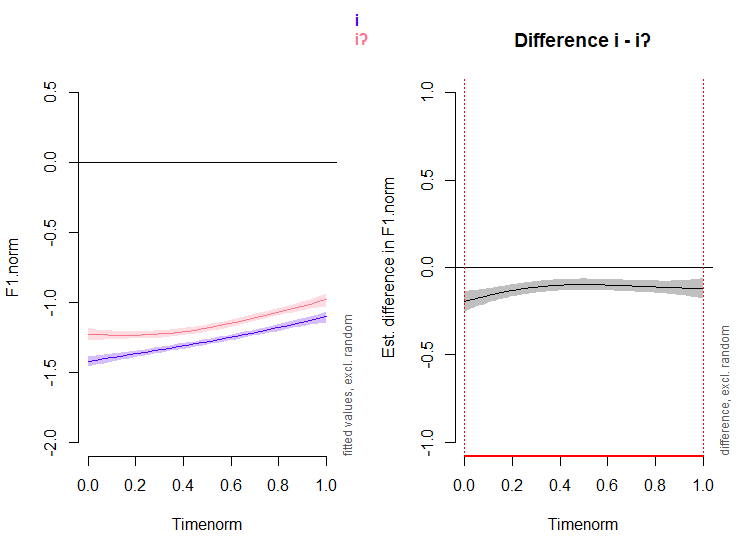 i
iʔ
Difference i - iʔ
0.5
0.0
-0.5
-1.0
-1.5
-2.0
F1.norm
0.0 0.2 0.4 0.6 0.8 1.0
Timenorm
fitted values, excl. random
1.0
0.5
0.0
-0.5
-1.0
Est. difference in F1.norm
0.0 0.2 0.4 0.6 0.8 1.0
Timenorm
difference, excl. random